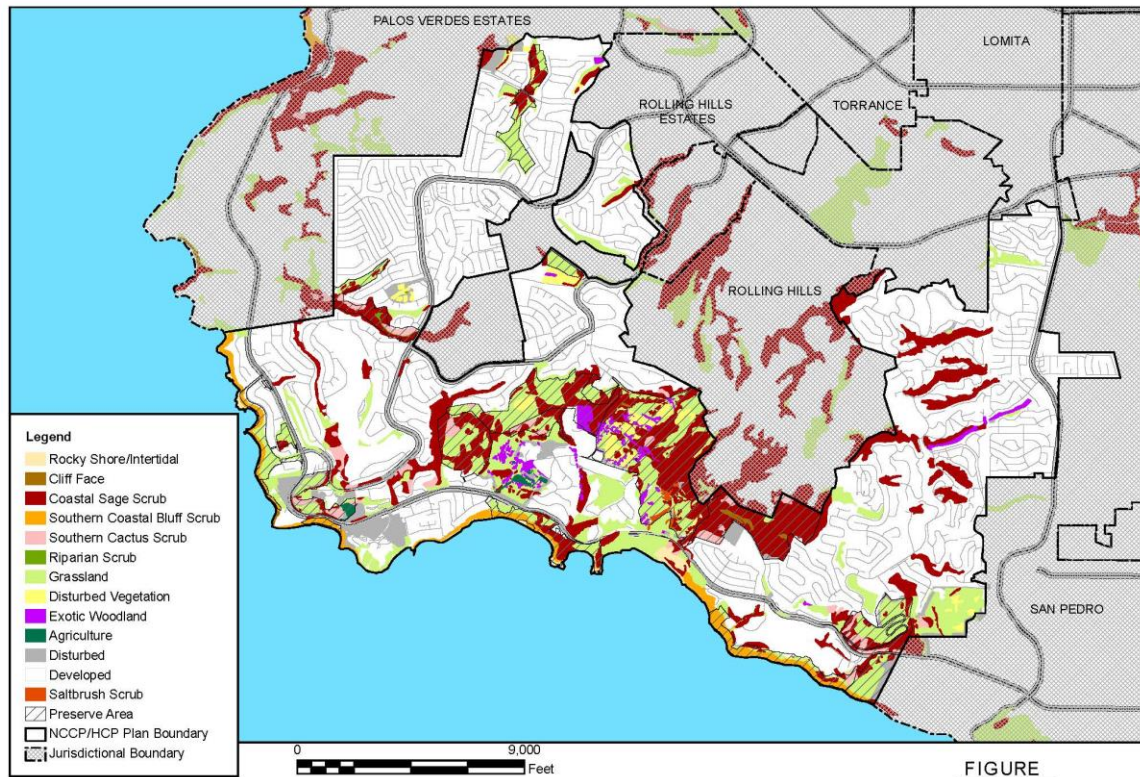 PALOS VERDES ESTATES
LOMITA
ROLLING HILLS
ESTATES
TORRANCE
ROLLING HILLS
SAN PEDRO
Legend
Rocky Shore/Intertidal
Cliff Face
Coastal Sage Scrub
Southern Coastal Bluff Scrub
Southern Cactus Scrub
Riparian Scrub
Grassland
Disturbed Vegetation
Exotic Woodland
Agriculture
Disturbed
Developed
Saltbrush Scrub
Preserve Area
NCCP/HCP Plan Boundary
Jurisdictional Boundary
0 9,000
Feet
FIGURE